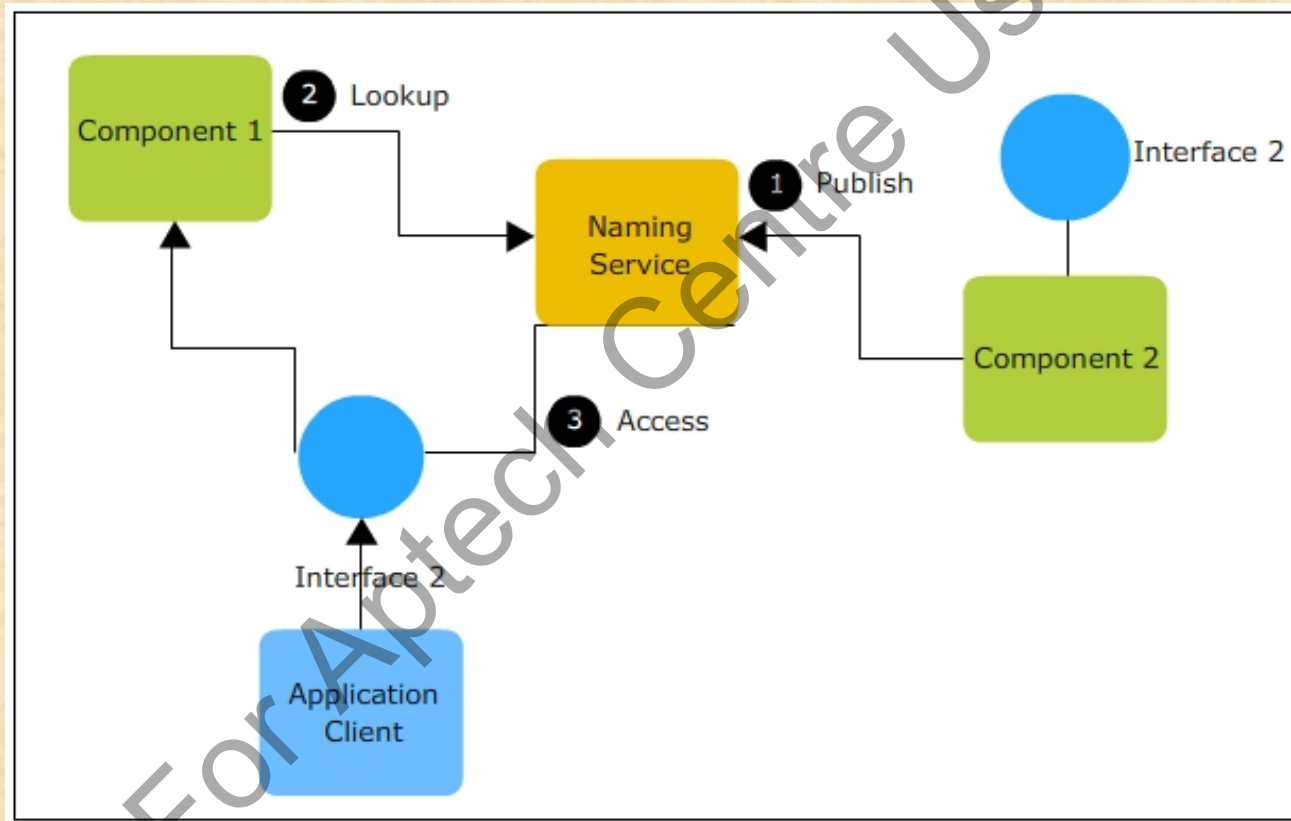 2 Lookup
Component 1
Interface 2
1 Publish
Naming
Service
Component 2
3 Access
Interface 2
Application
Client
For Aptech Centre Us